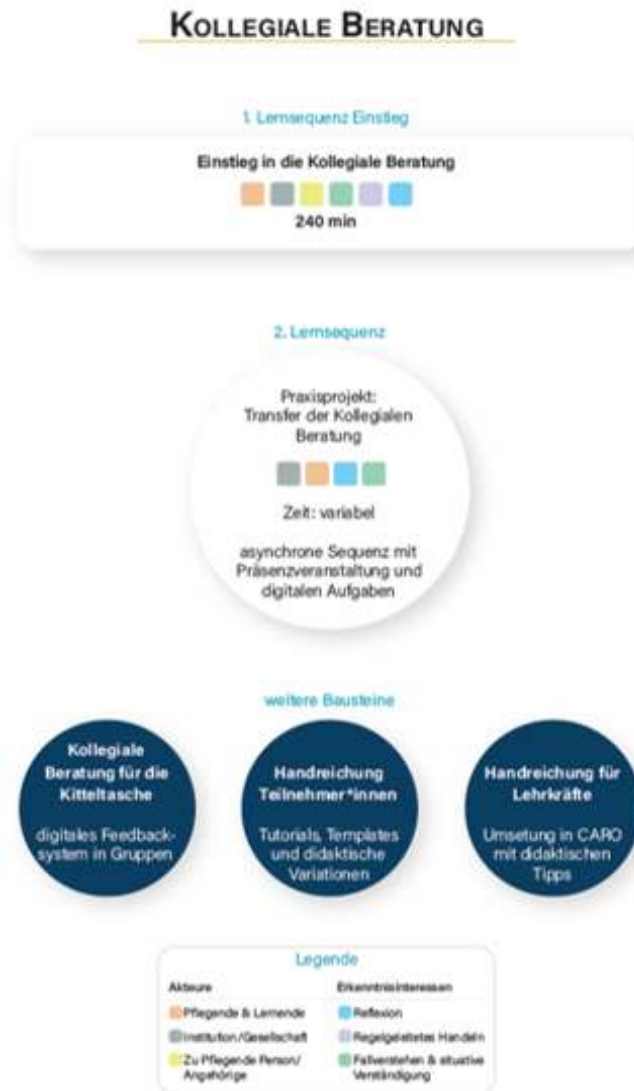 KOLLEGIALE BERATUNG
1. Lernsequenz Einstieg
Einstieg in die Kollegiale Beratung
240 min
2. Lernsequenz
Praxisprojekt:
Transfer der Kollegialen
Beratung
Zeit: variabel
asynchrone Sequenz mit
Präsenzveranstaltung und
digitalen Aufgaben
weitere Bausteine
Kollegiale
Beratung für die
Kitteltasche
digitales Feedback-
system in Gruppen
Handreichung
Teilnehmer*innen
Tutorials, Templates
und didaktische
Variationen
Handreichung für
Lehrkräfte
Umsetung in CARO
mit didaktischen
Tipps
Legende
Akteure
Pflegende & Lernende
Institution/Gesellschaft
Zu Pflegende Person/
Angehörige
Erkenntnisinteressen
Reflexion
Regelgeleitetes Handeln
Fallverstehen & situative
Verständigung